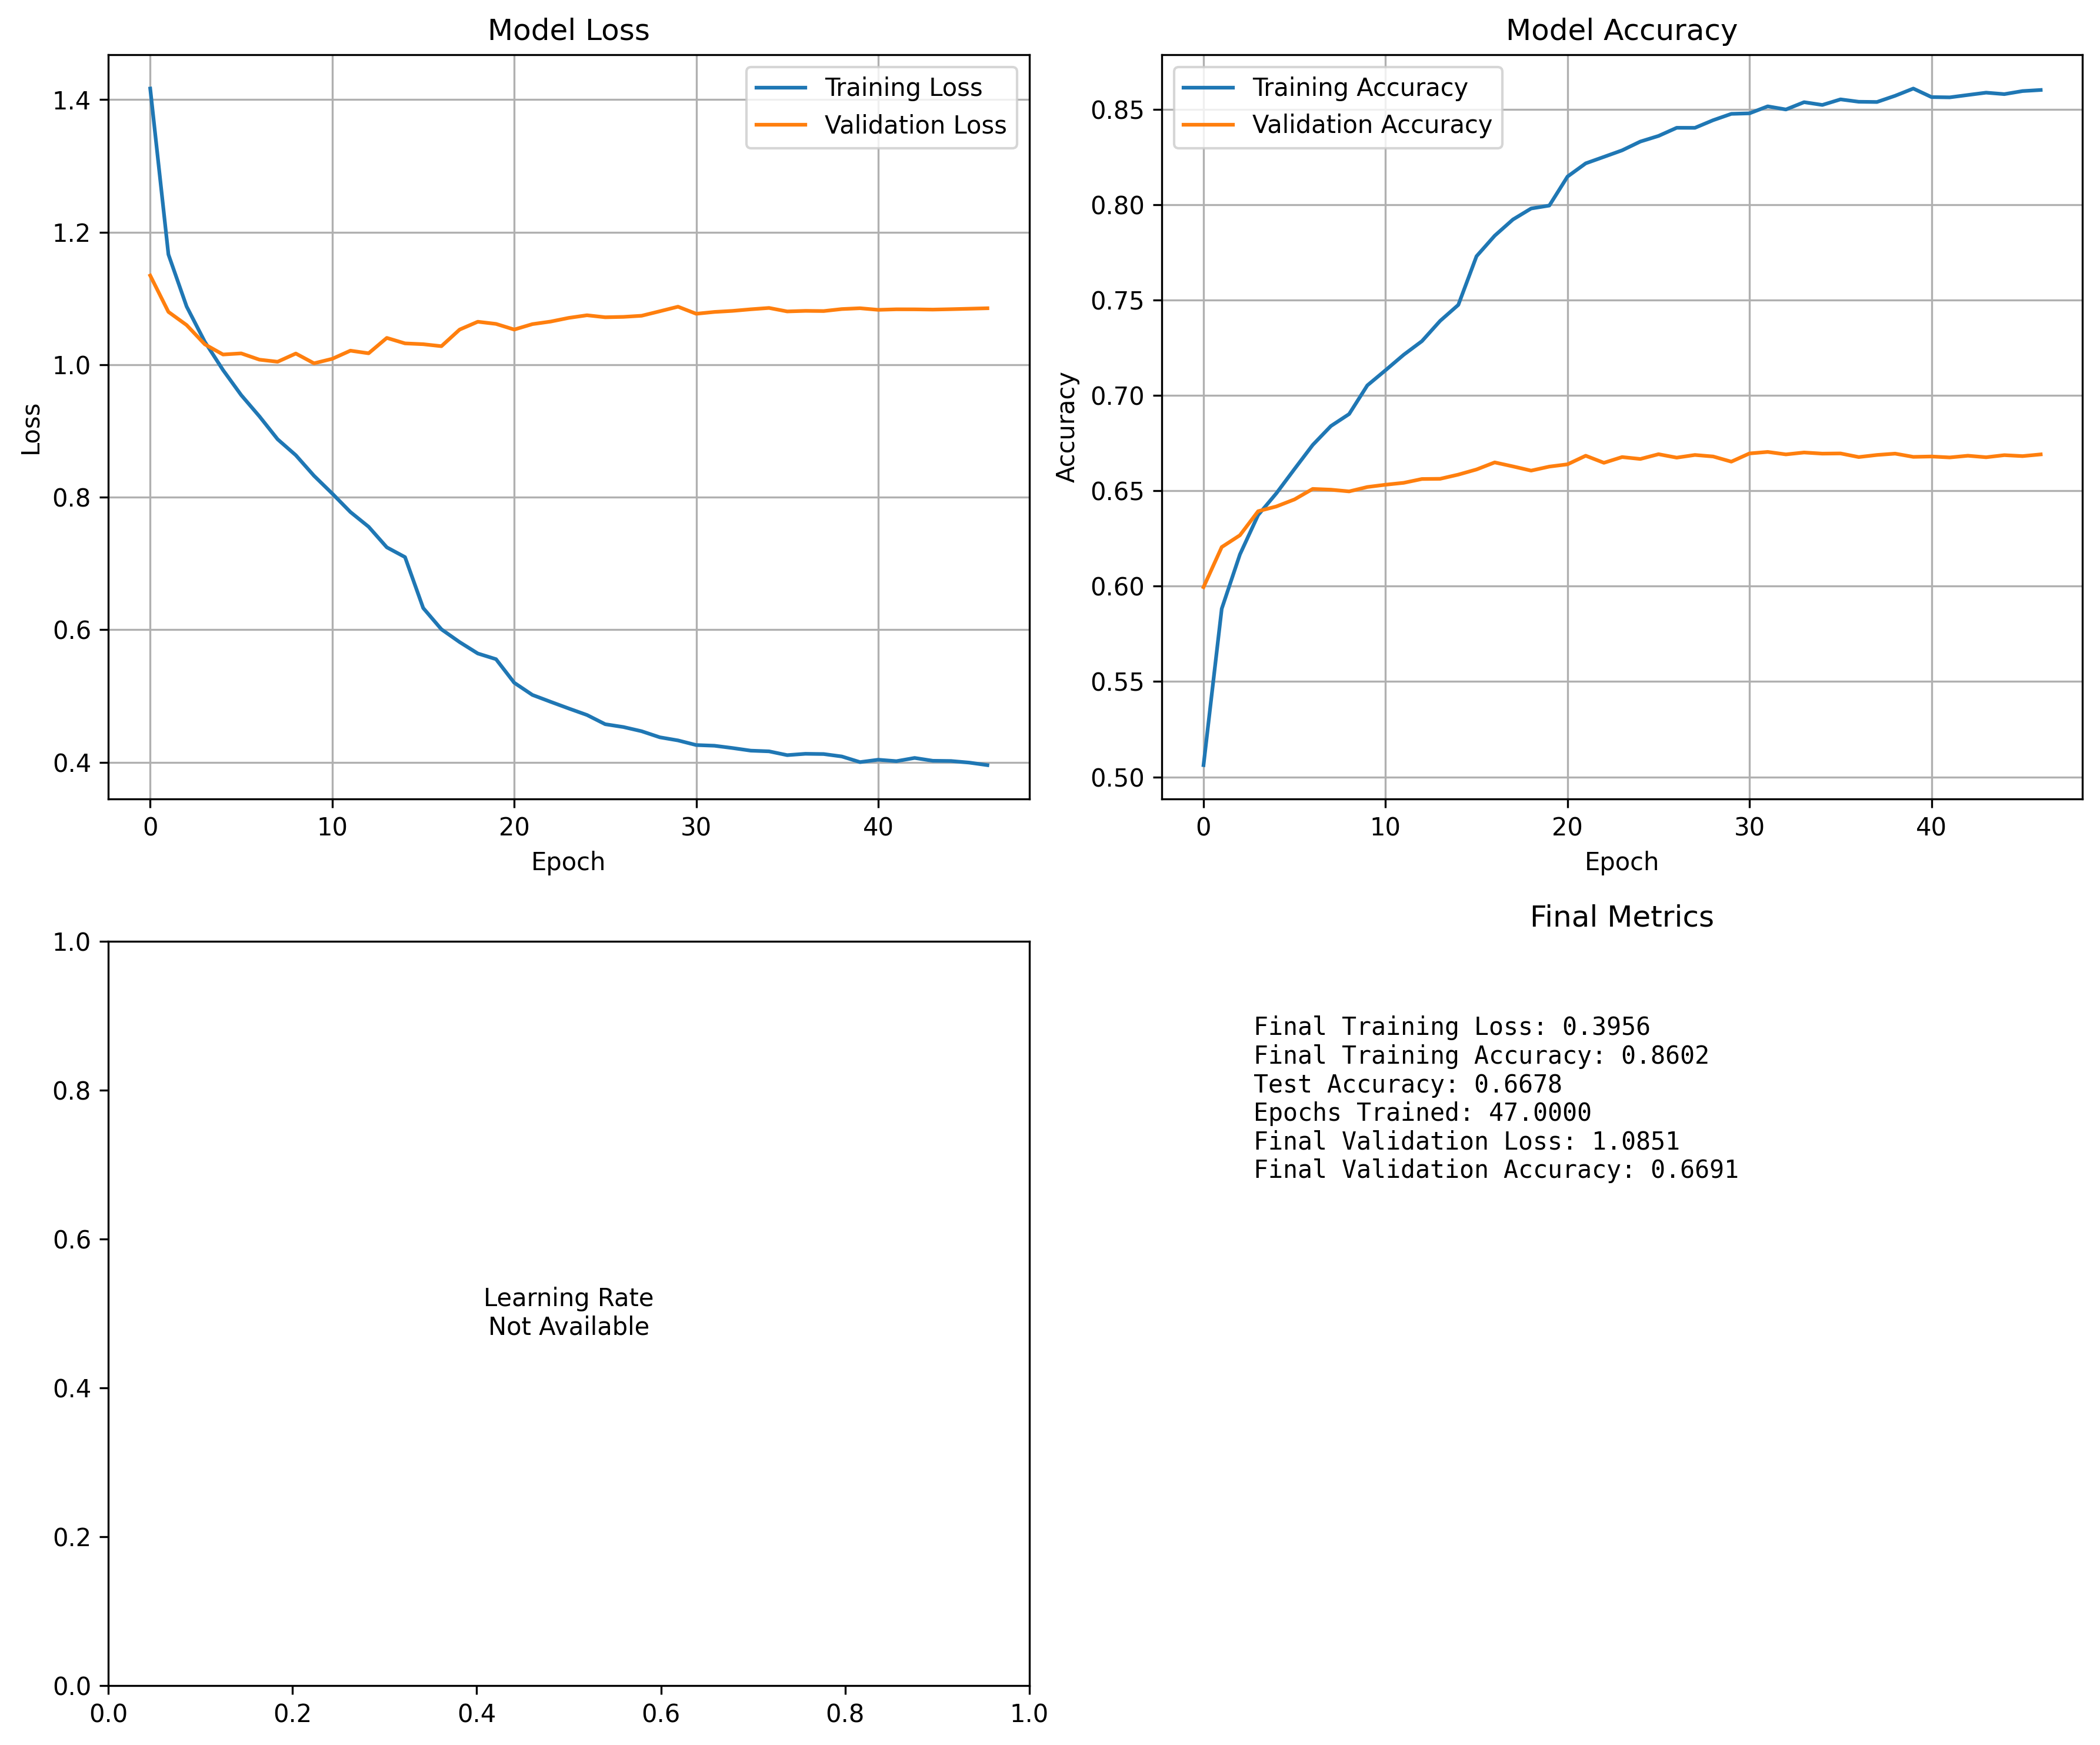 Model Loss
1.4
1.2
1.0
0.8
0.6
0.4
Loss
Training Loss
Validation Loss
0 10 20 30 40
Epoch
Model Accuracy
0.85
0.80
0.75
0.70
0.65
0.60
0.55
0.50
Accuracy
Training Accuracy
Validation Accuracy
0 10 20 30 40
Epoch
1.0
0.8
0.6
0.4
0.2
0.0
Learning Rate
Not Available
0.0 0.2 0.4 0.6 0.8 1.0
Final Metrics
Final Training Loss: 0.3956
Final Training Accuracy: 0.8602
Test Accuracy: 0.6678
Epochs Trained: 47.0000
Final Validation Loss: 1.0851
Final Validation Accuracy: 0.6691